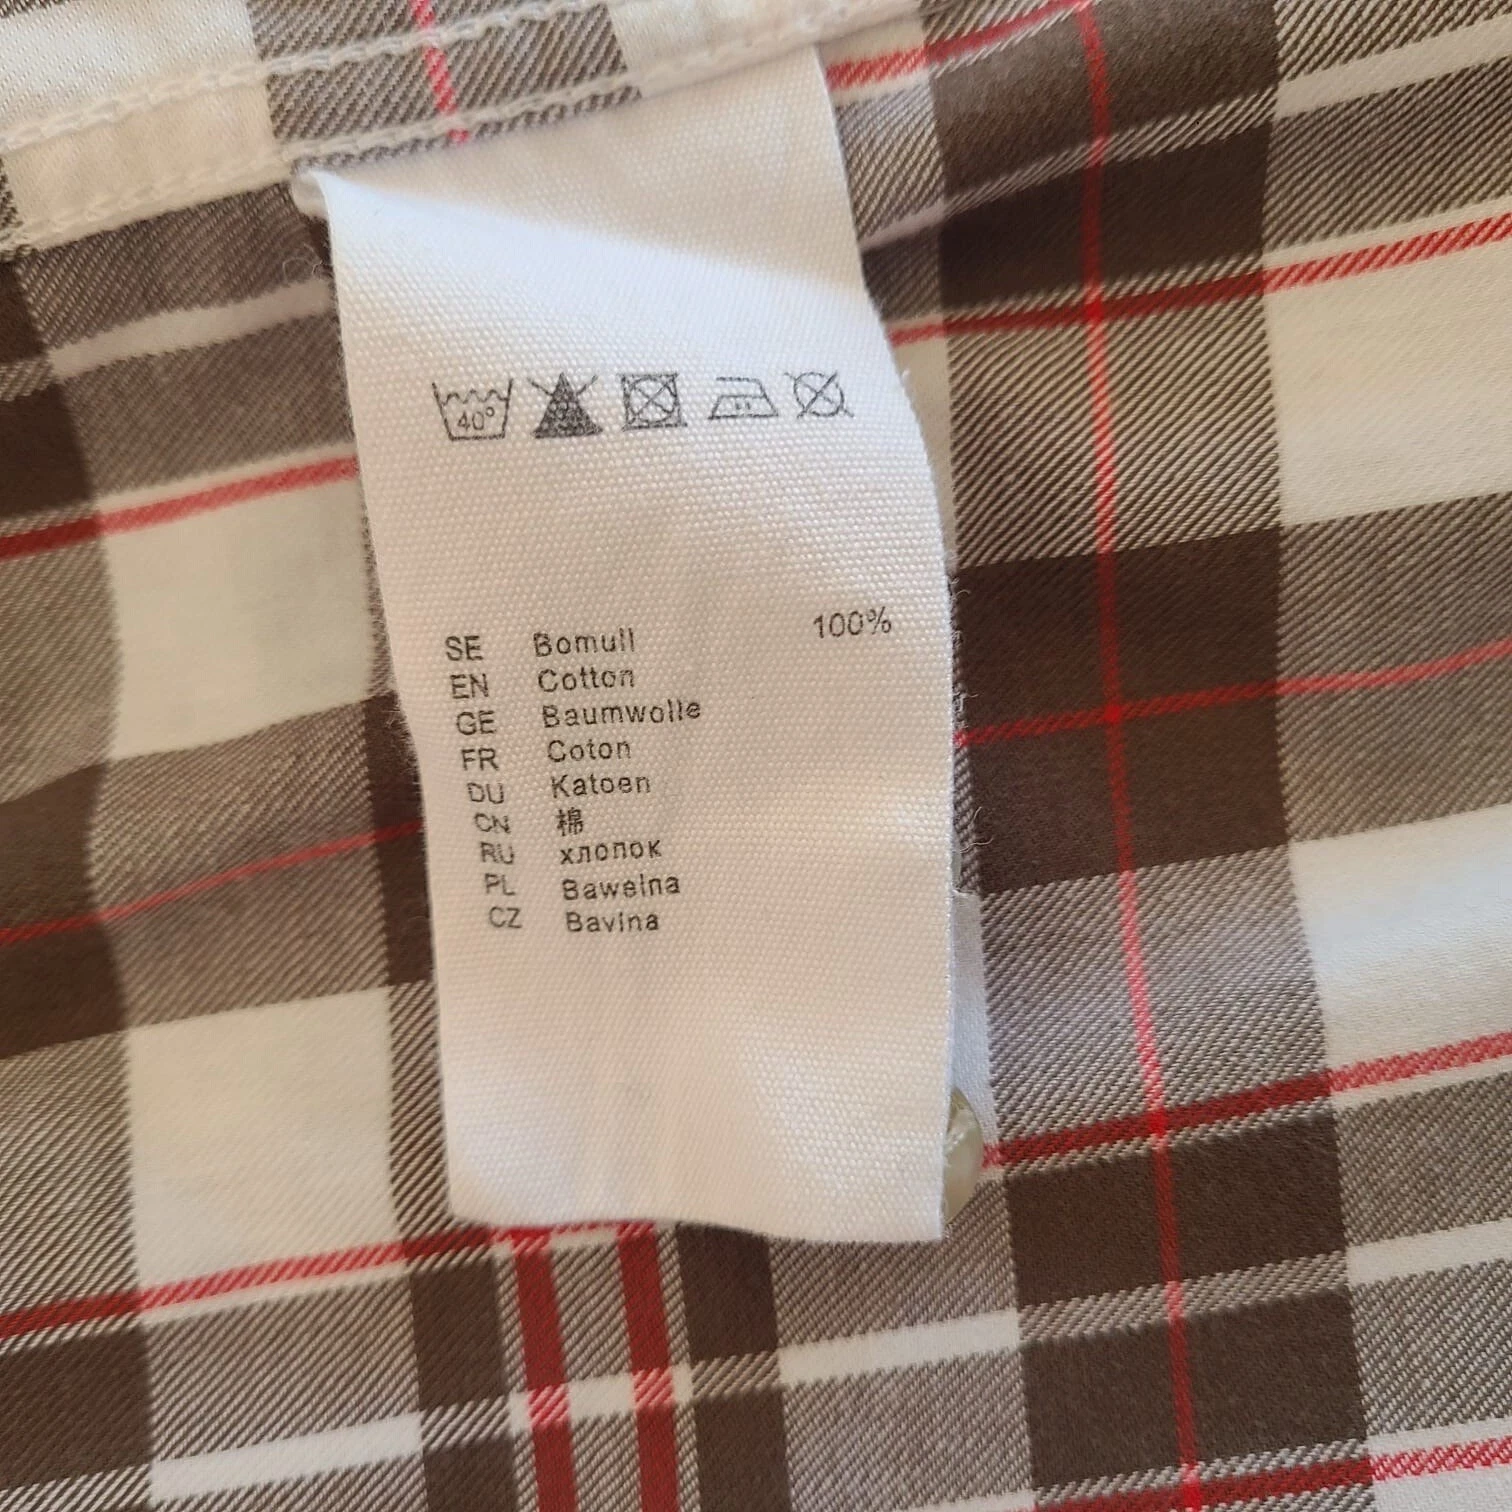 40°
SE Bomull 100%
EN Cotton
GE Baumwolle
FR Coton
DU Katoen
CN 棉
RU хлопок
PL Bawelna
CZ Bavlna